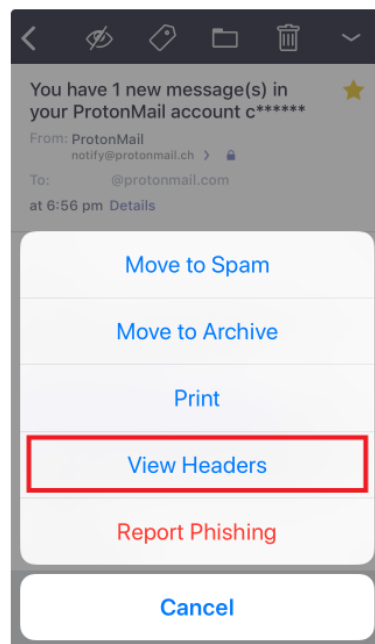 You have 1 new message(s) in
your ProtonMail account c******
From: ProtonMail
notify@protonmail.ch >
To: @protonmail.com
at 6:56 pm Details
Move to Spam
Move to Archive
Print
View Headers
Report Phishing
Cancel